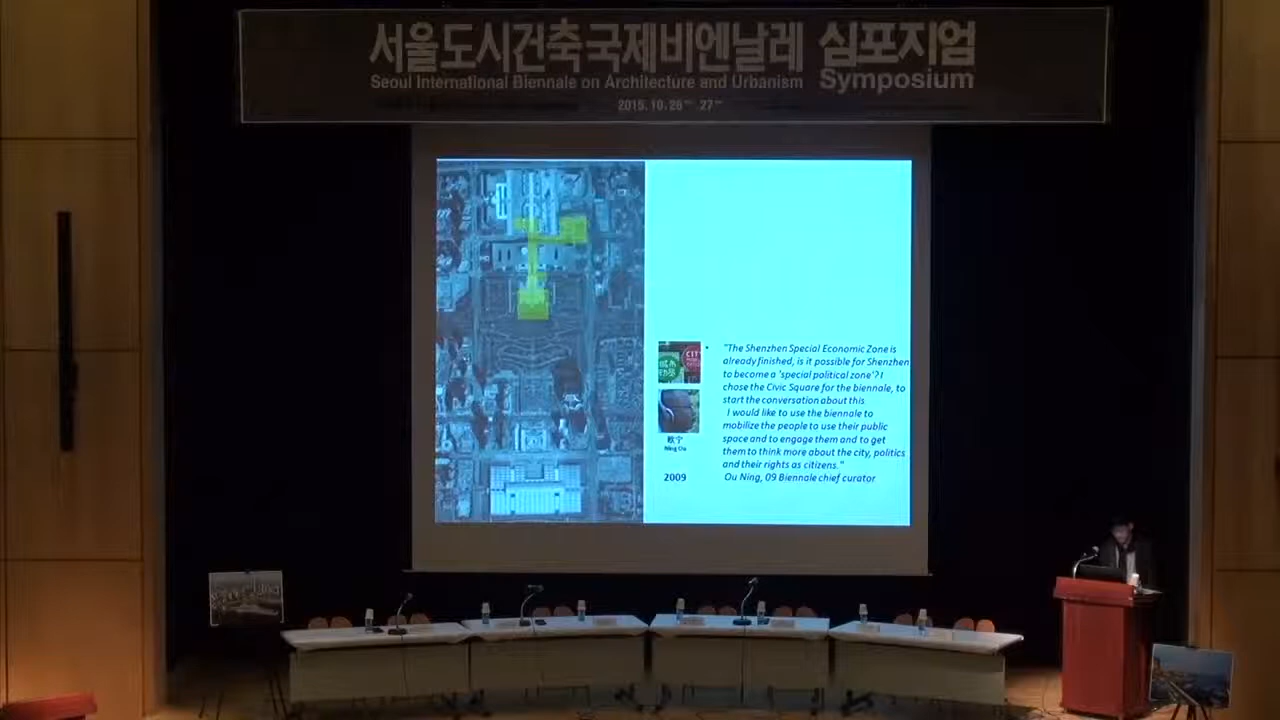 서울도시건축국제비엔날레 심포지엄
Seoul International Biennale on Architecture and Urbanism Symposium
2015.10.26 27
"The Shenzhen Special Economic Zone is
already finished, is it possible for Shenzhen
to become a 'special political zone'? I
chose the Civic Square for the biennale, to
start the conversation about this
I would like to use the biennale to
mobilize the people to use their public
space and to engage them and to get
them to think more about the city, politics
and their rights as citizens."
欧宁
Ning Ou
2009
Ou Ning, 09 Biennale chief curator